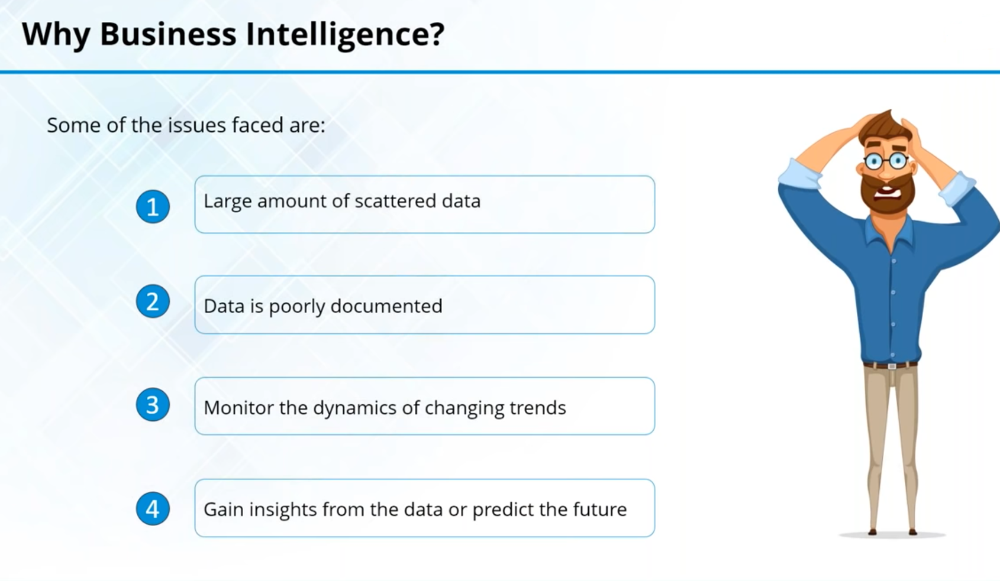 Why Business Intelligence?
Some of the issues faced are:
1 Large amount of scattered data
2 Data is poorly documented
3 Monitor the dynamics of changing trends
4 Gain insights from the data or predict the future